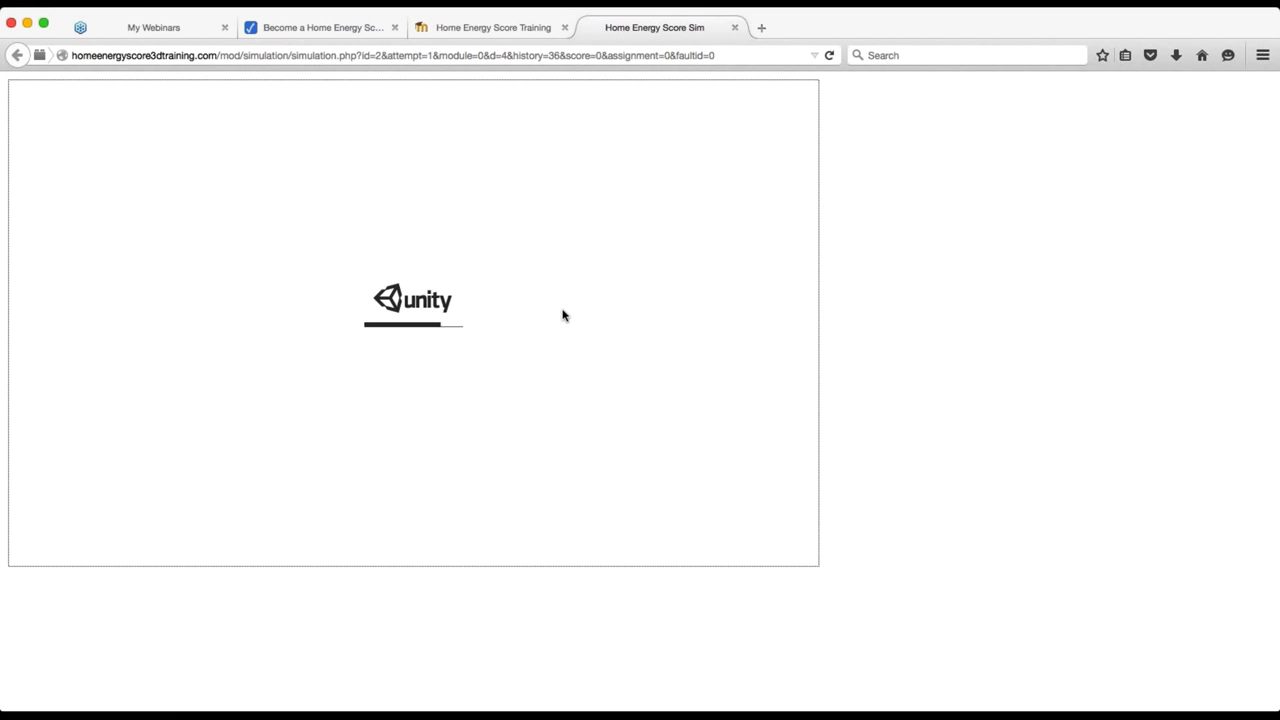 My Webinars
Become a Home Energy Sc...
Home Energy Score Training
Home Energy Score Sim
homeenergyscore3dtraining.com/mod/simulation/simulation.php?id=2&attempt=1&module=0&d=4&history=36&score=0&assignment=0&faultid=0
Search
unity